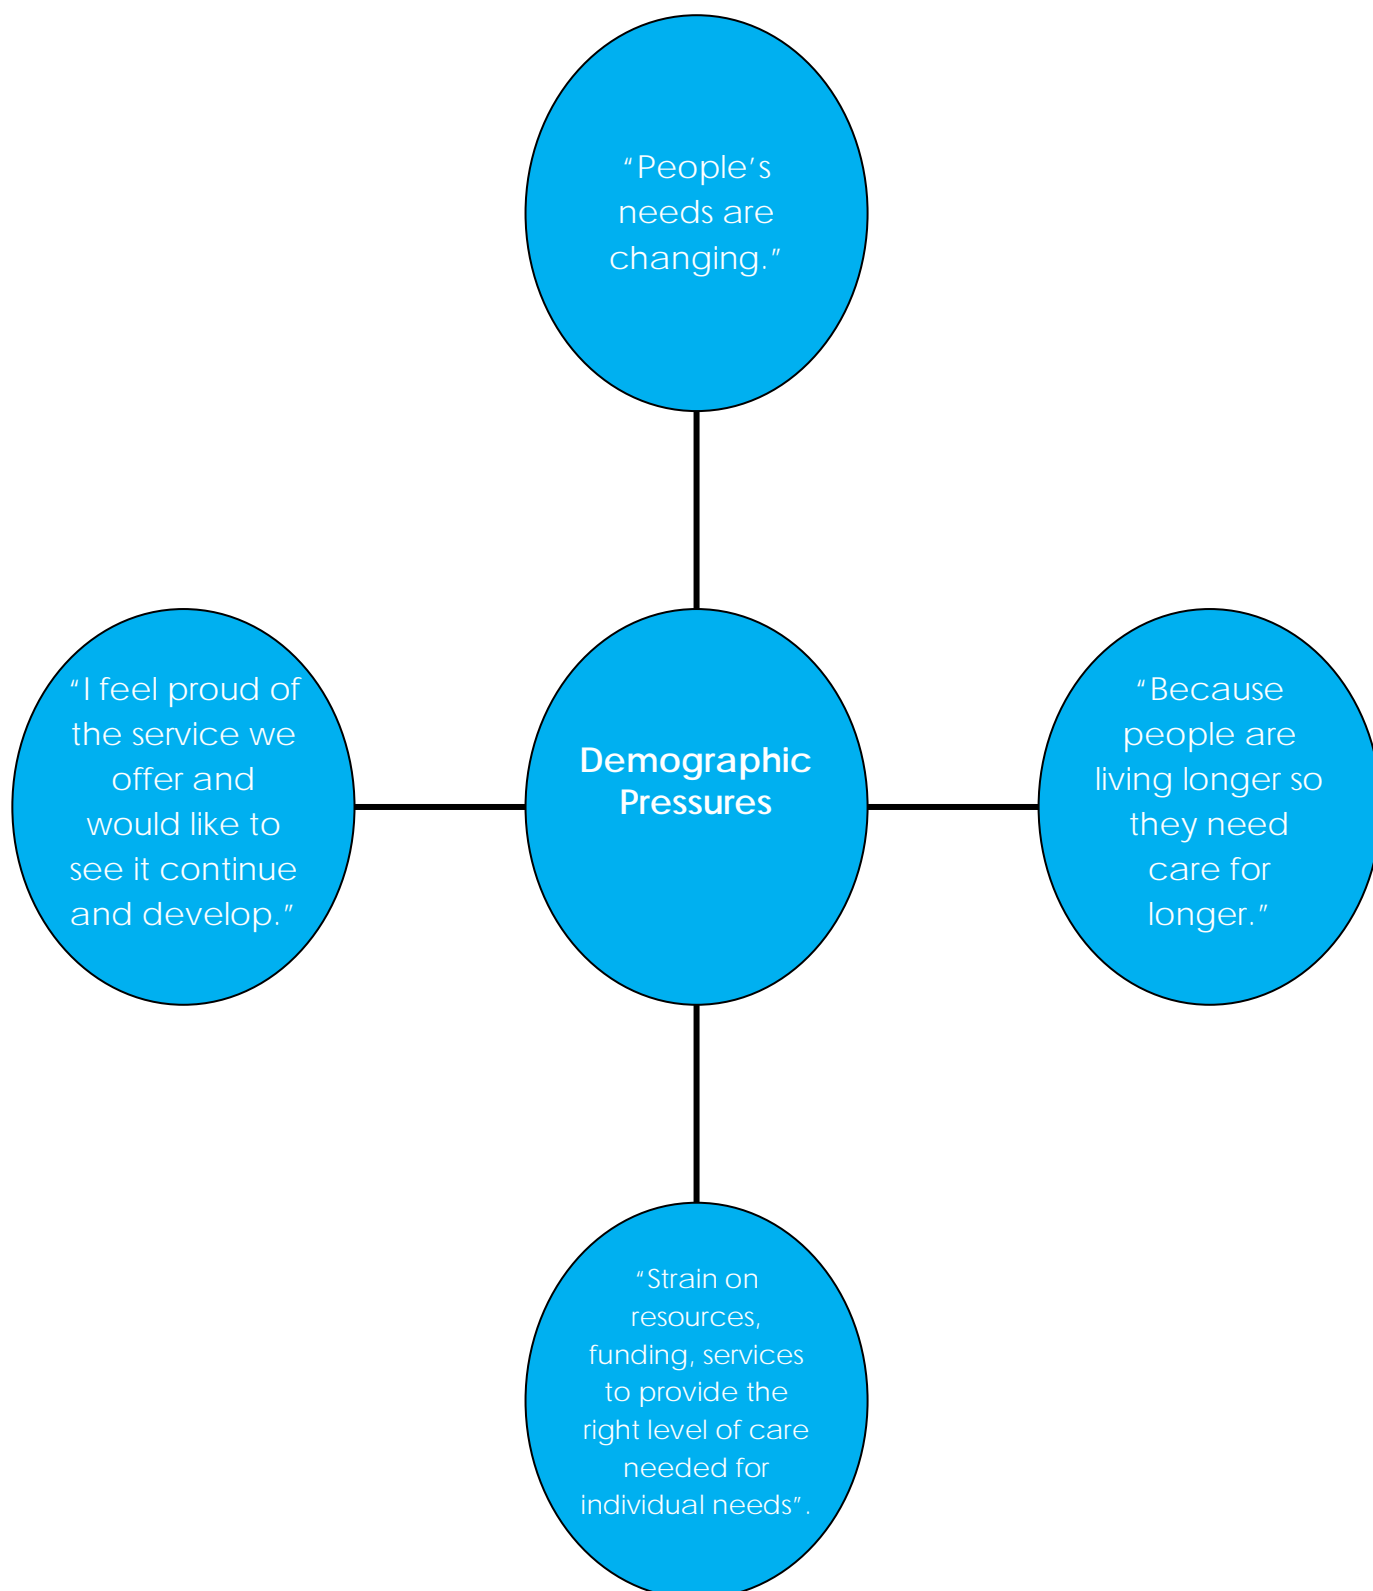 “People’s
needs are
changing.”
“I feel proud of
the service we
offer and
would like to
see it continue
and develop.”
Demographic
Pressures
“Because
people are
living longer so
they need
care for
longer.”
“Strain on
resources,
funding, services
to provide the
right level of care
needed for
individual needs”.